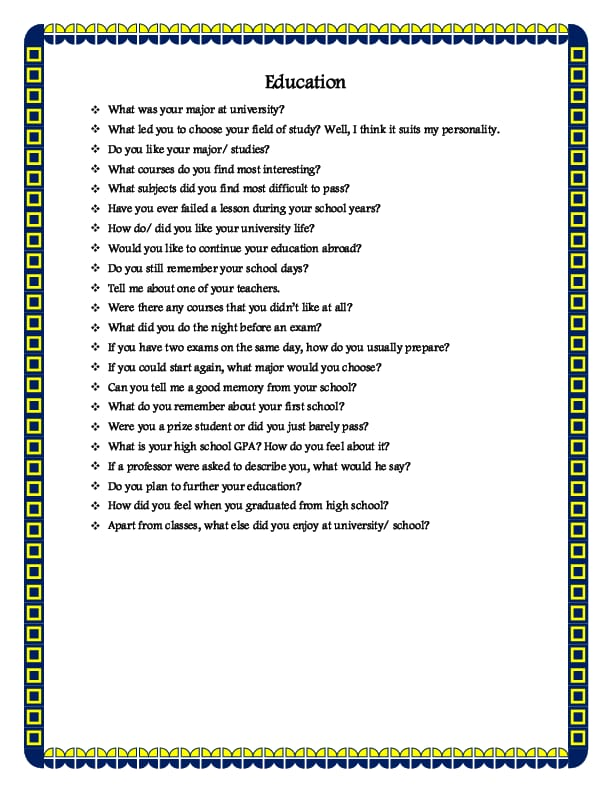 Education
❖ What was your major at university?
❖ What led you to choose your field of study? Well, I think it suits my personality.
❖ Do you like your major/ studies?
❖ What courses do you find most interesting?
❖ What subjects did you find most difficult to pass?
❖ Have you ever failed a lesson during your school years?
❖ How do/ did you like your university life?
❖ Would you like to continue your education abroad?
❖ Do you still remember your school days?
❖ Tell me about one of your teachers.
❖ Were there any courses that you didn't like at all?
❖ What did you do the night before an exam?
❖ If you have two exams on the same day, how do you usually prepare?
❖ If you could start again, what major would you choose?
❖ Can you tell me a good memory from your school?
❖ What do you remember about your first school?
❖ Were you a prize student or did you just barely pass?
❖ What is your high school GPA? How do you feel about it?
❖ If a professor were asked to describe you, what would he say?
❖ Do you plan to further your education?
❖ How did you feel when you graduated from high school?
❖ Apart from classes, what else did you enjoy at university/ school?